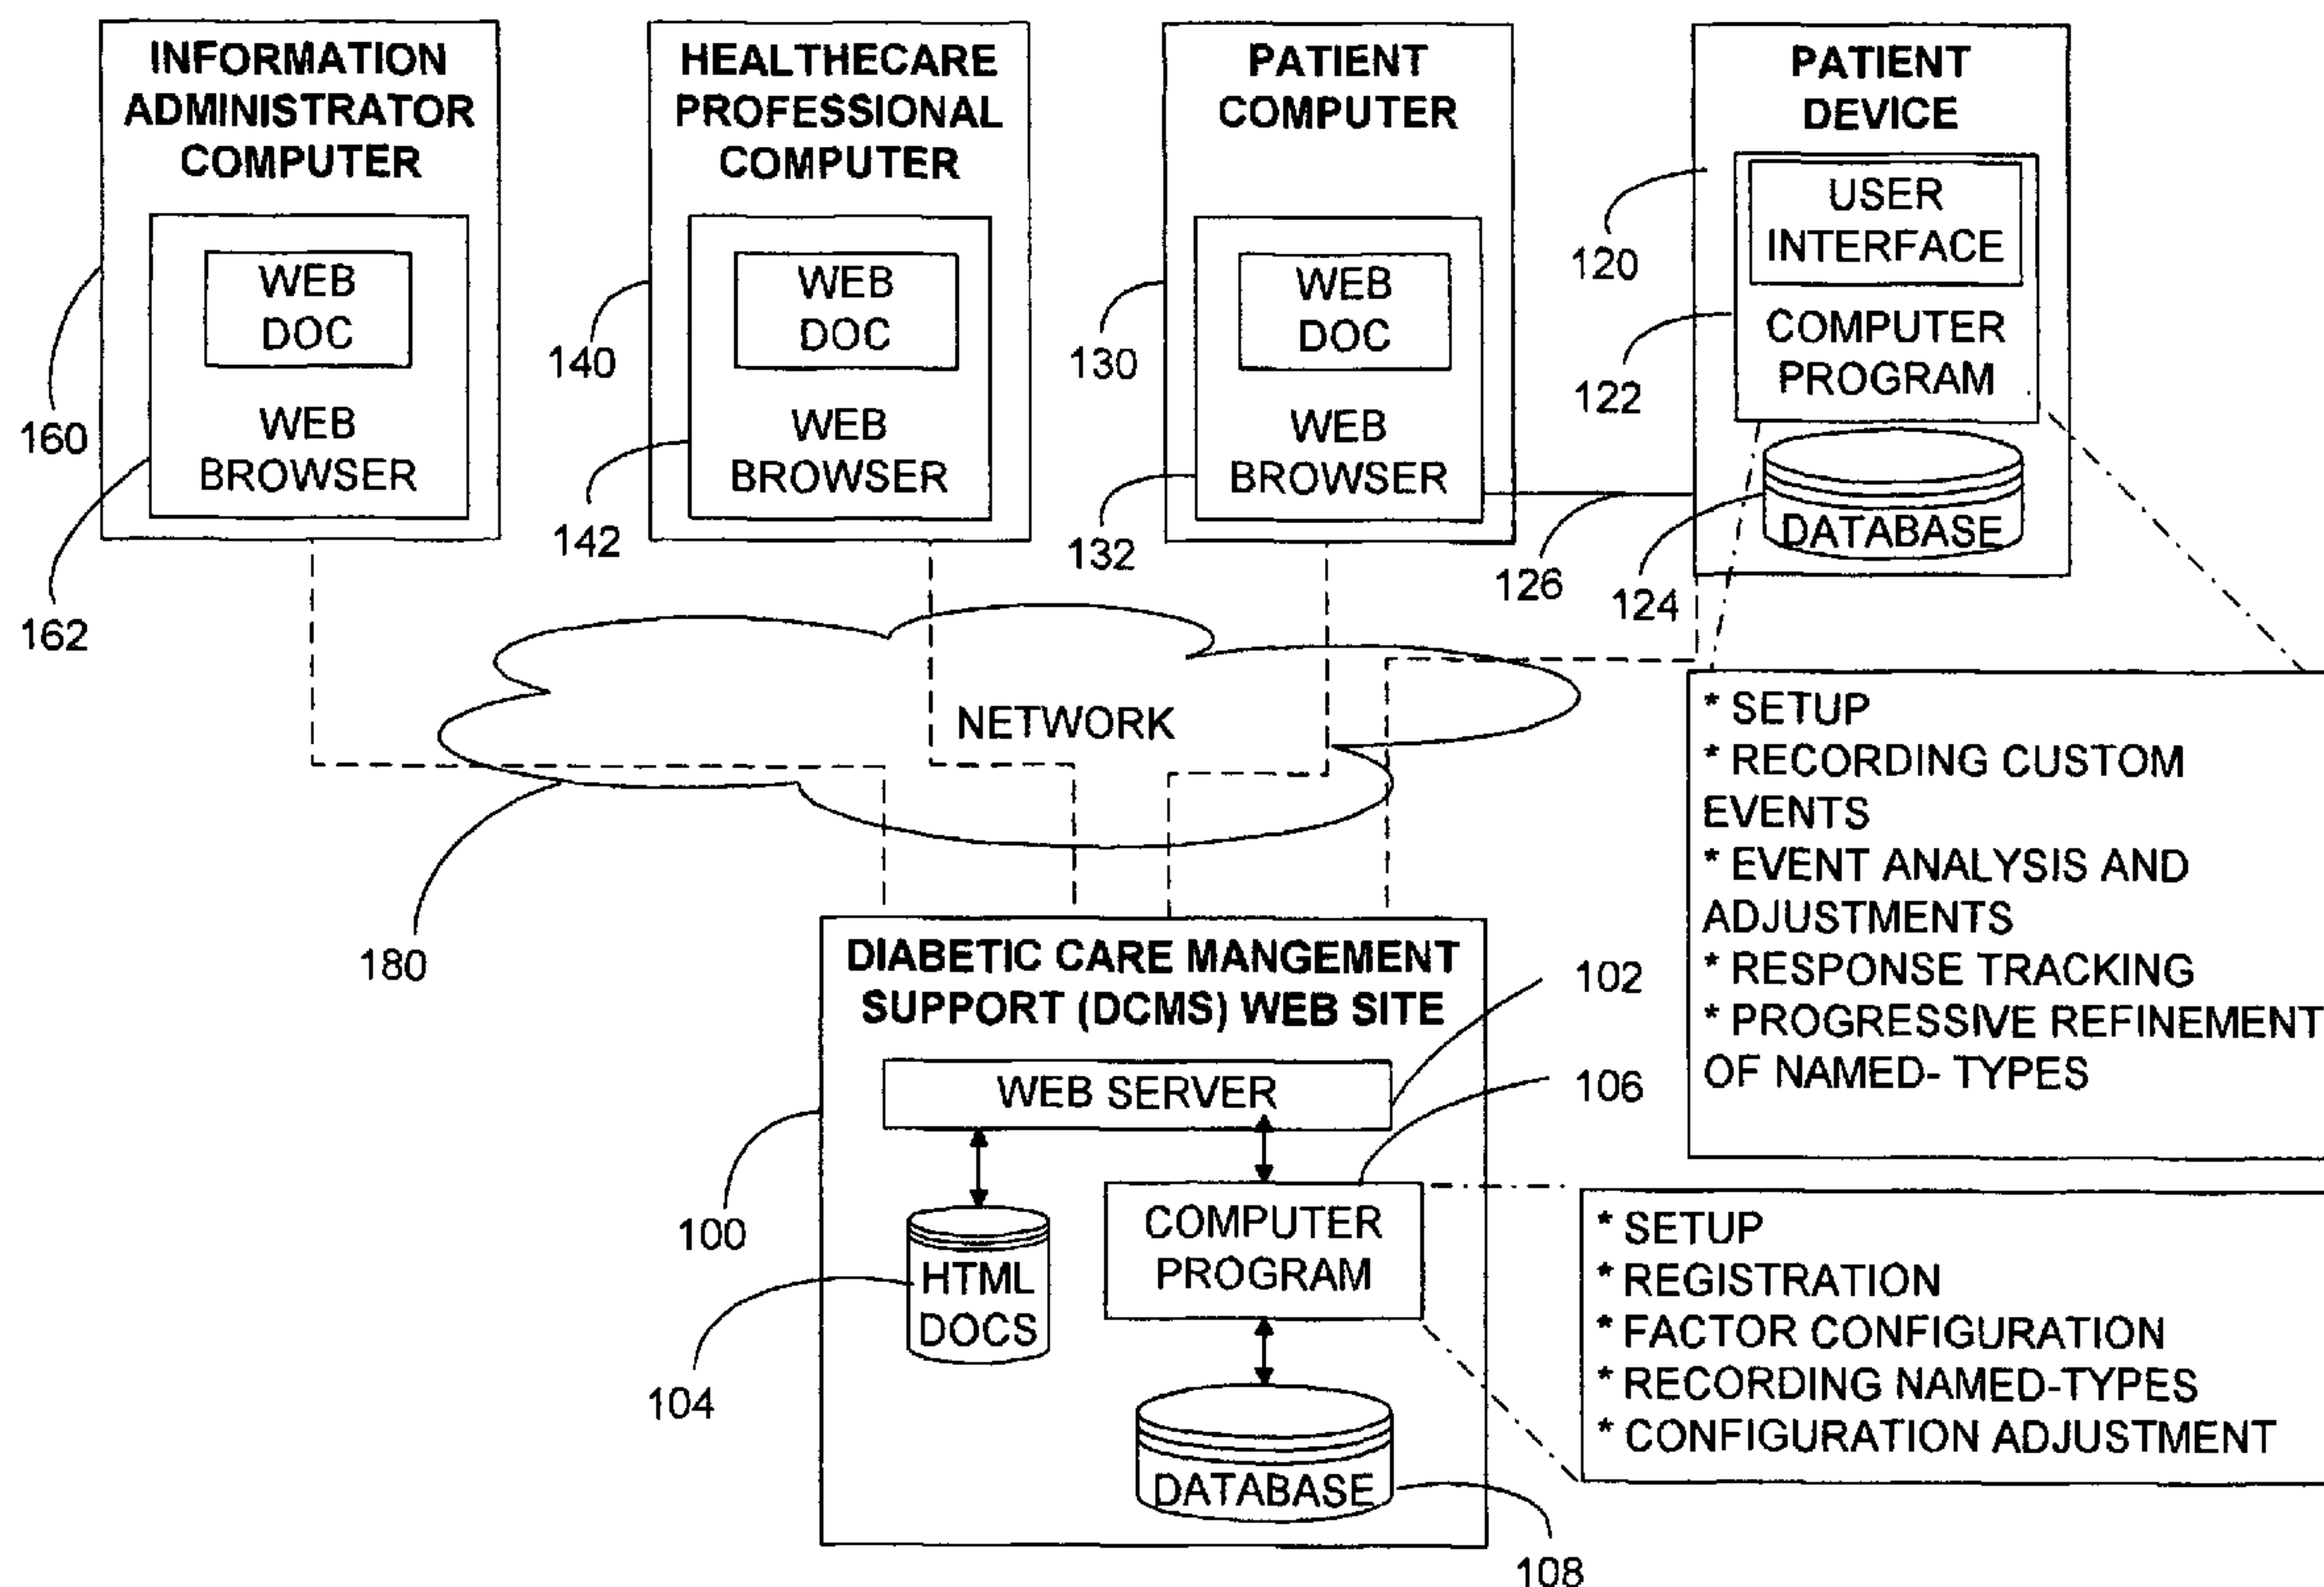 INFORMATION
ADMINISTRATOR
COMPUTER
WEB
DOC
WEB
BROWSER
160
162
HEALTHECARE
PROFESSIONAL
COMPUTER
WEB
DOC
WEB
BROWSER
140
142
PATIENT
COMPUTER
WEB
DOC
WEB
BROWSER
130
132
126
PATIENT
DEVICE
USER
INTERFACE
COMPUTER
PROGRAM
DATABASE
120
122
124
NETWORK
180
* SETUP
* RECORDING CUSTOM
EVENTS
* EVENT ANALYSIS AND
ADJUSTMENTS
* RESPONSE TRACKING
* PROGRESSIVE REFINEMENT
OF NAMED- TYPES
DIABETIC CARE MANGEMENT
SUPPORT (DCMS) WEB SITE
WEB SERVER
102
106
100
HTML
DOCS
104
COMPUTER
PROGRAM
DATABASE
108
* SETUP
* REGISTRATION
* FACTOR CONFIGURATION
* RECORDING NAMED-TYPES
* CONFIGURATION ADJUSTMENT